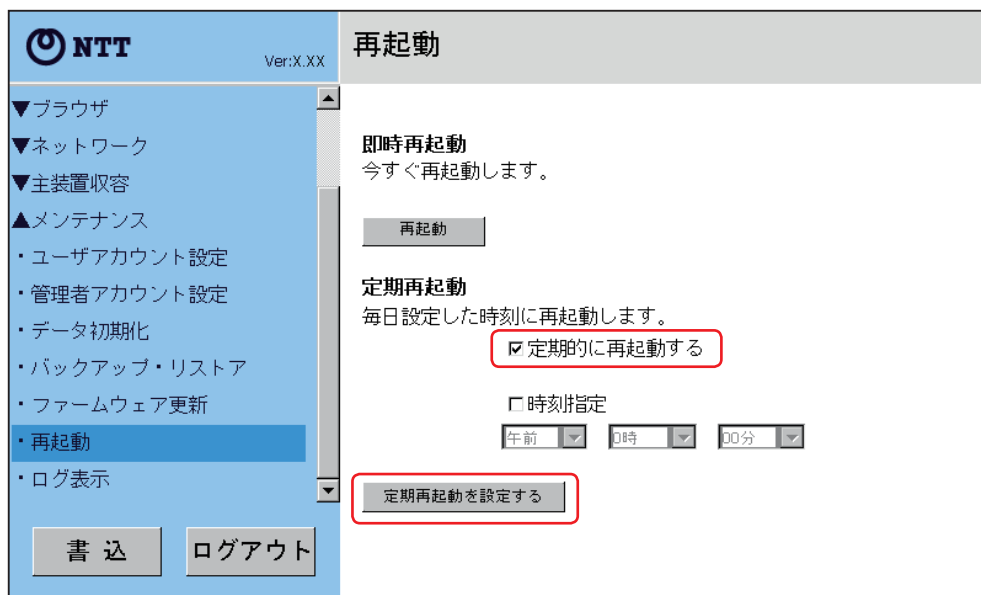 NTT
Ver:X.XX
再起動
▼ブラウザ
▼ネットワーク
▼主装置収容
▲メンテナンス
・ユーザアカウント設定
・管理者アカウント設定
・データ初期化
・バックアップ・リストア
・ファームウェア更新
・再起動
・ログ表示
書 込
ログアウト
即時再起動
今すぐ再起動します。
再起動
定期再起動
毎日設定した時刻に再起動します。
定期的に再起動する
時刻指定
午前 0時 00分
定期再起動を設定する